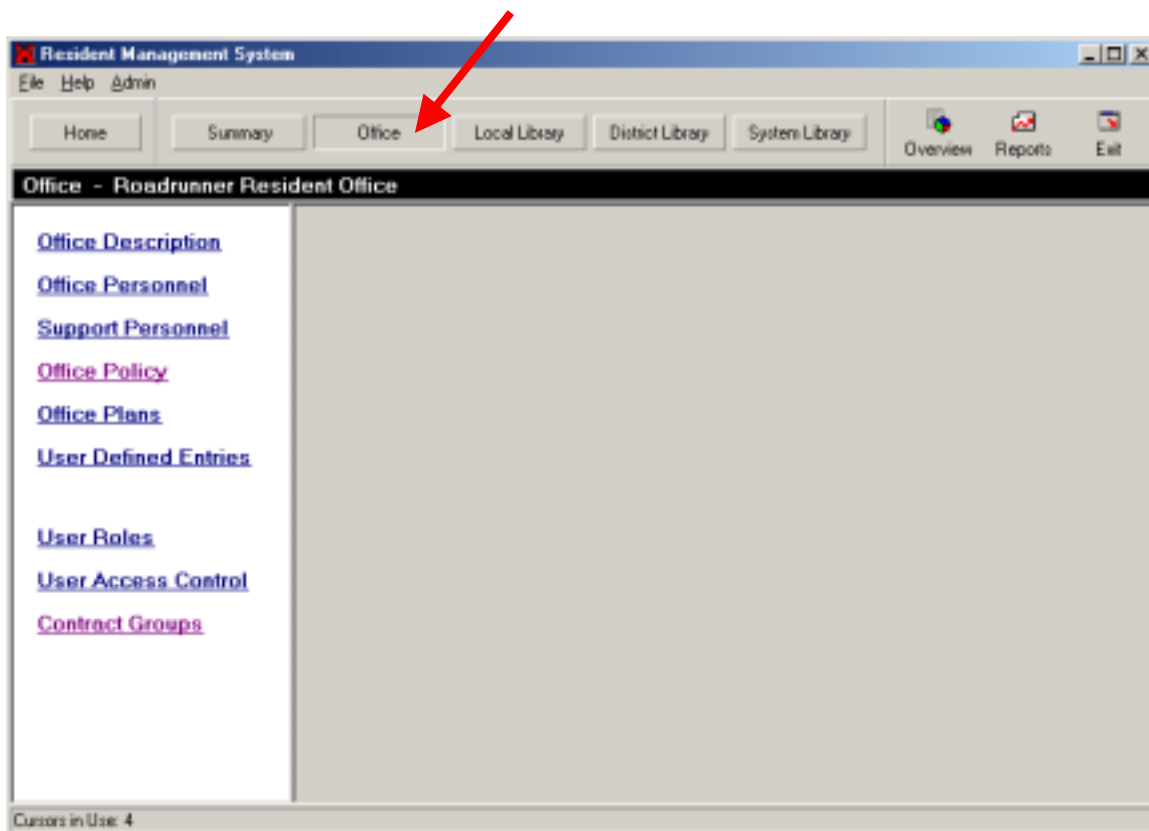 Resident Management System
File Help Admin
Home Summary Office Local Library District Library System Library Overview Reports Exit
Office - Roadrunner Resident Office
Office Description
Office Personnel
Support Personnel
Office Policy
Office Plans
User Defined Entries
User Roles
User Access Control
Contract Groups
Cursors in Use: 4